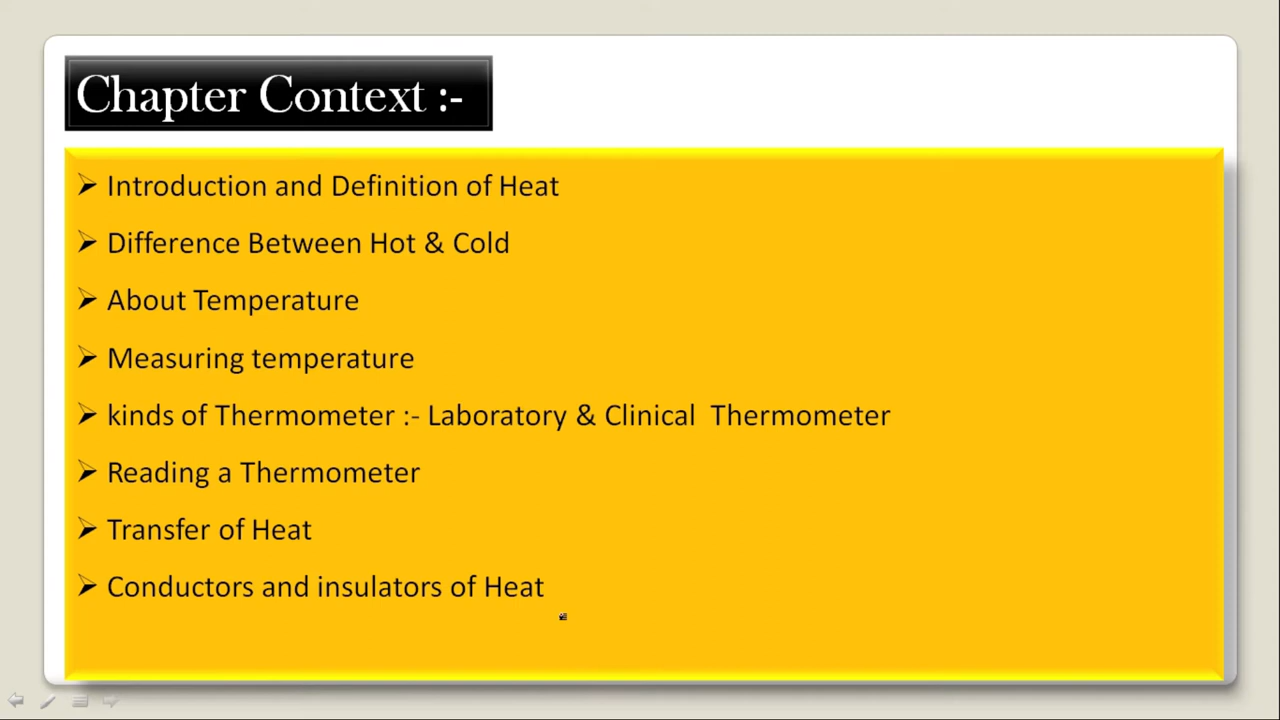 Chapter Context :-
Introduction and Definition of Heat
Difference Between Hot & Cold
About Temperature
Measuring temperature
kinds of Thermometer :- Laboratory & Clinical Thermometer
Reading a Thermometer
Transfer of Heat
Conductors and insulators of Heat